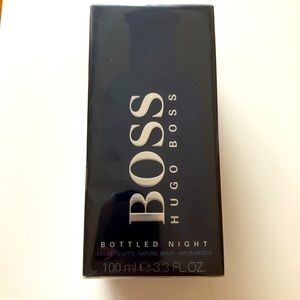 BOSS
HUGO BOSS
BOTTLED NIGHT
EAU DE TOILETTE NATURAL SPRAY VAPORISATEUR
100 ml ℮ 3.3 FL.OZ.